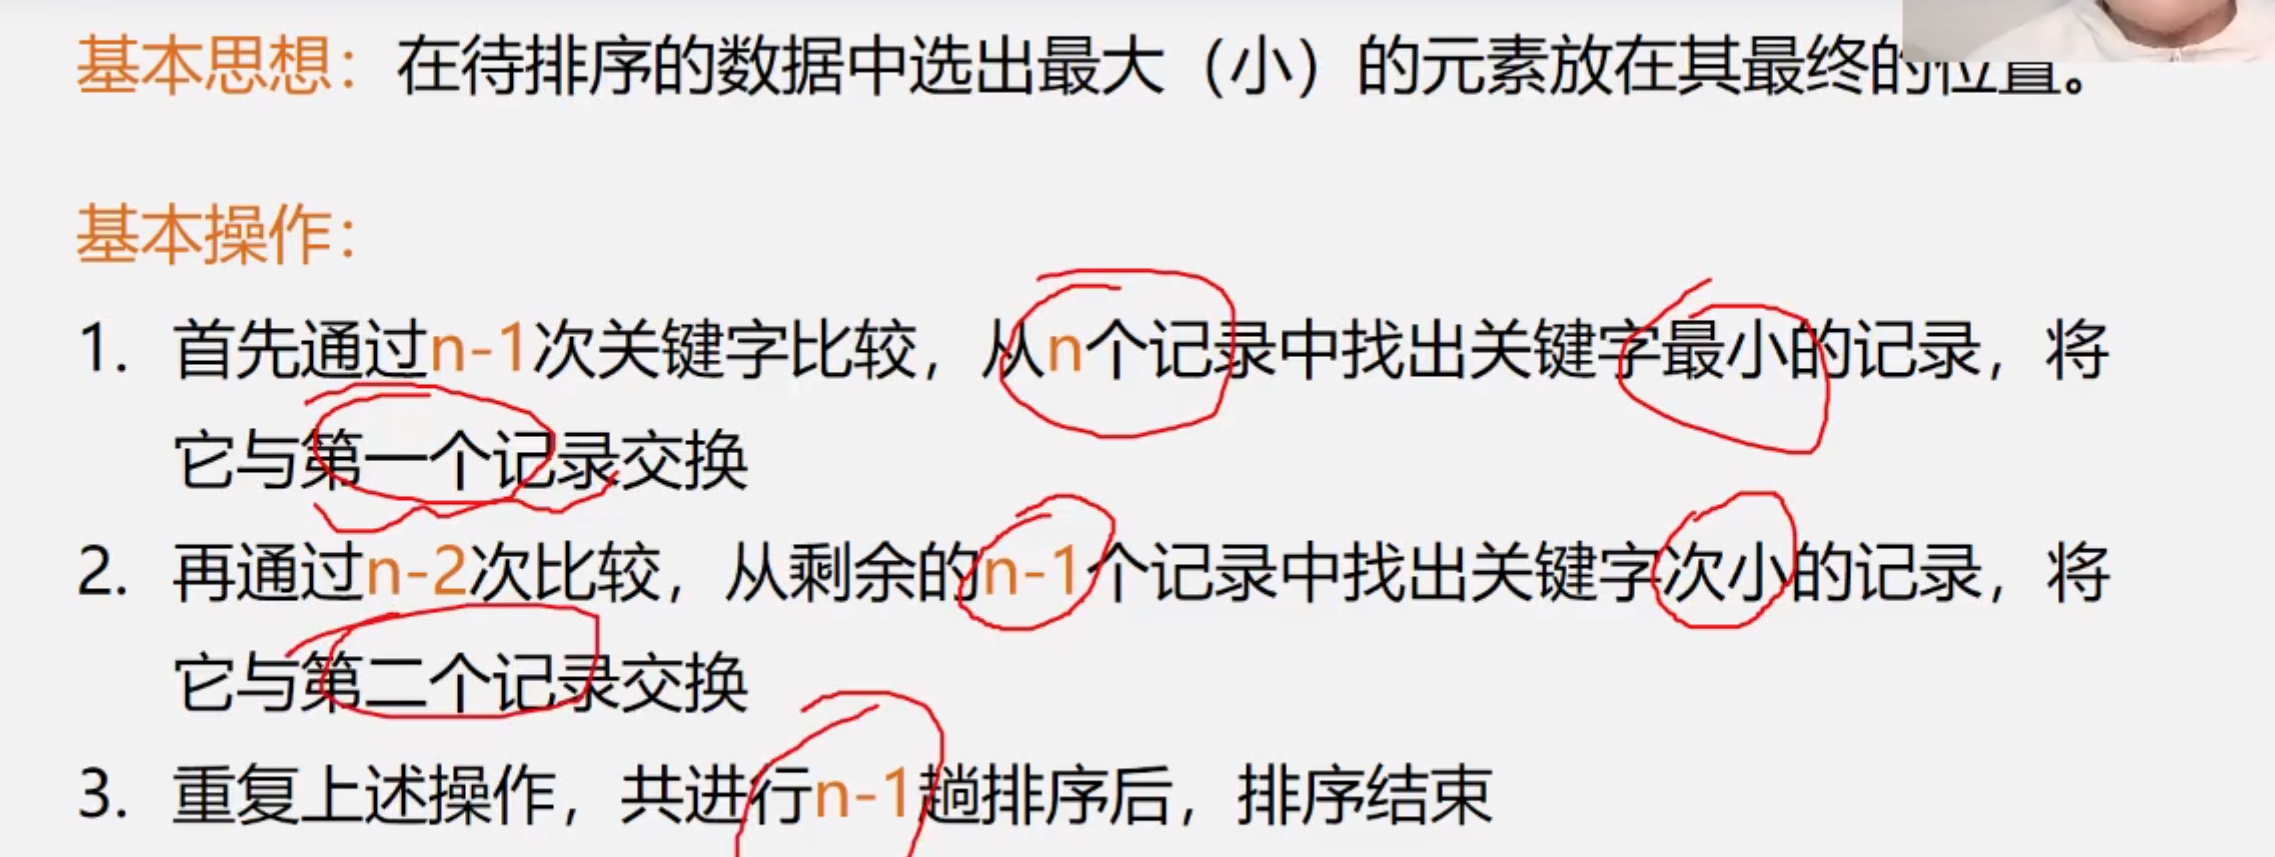 基本思想：在待排序的数据中选出最大（小）的元素放在其最终的位置。
基本操作：
1. 首先通过n-1次关键字比较，从n个记录中找出关键字最小的记录，将
它与第一个记录交换
2. 再通过n-2次比较，从剩余的n-1个记录中找出关键字次小的记录，将
它与第二个记录交换
3. 重复上述操作，共进行n-1趟排序后，排序结束